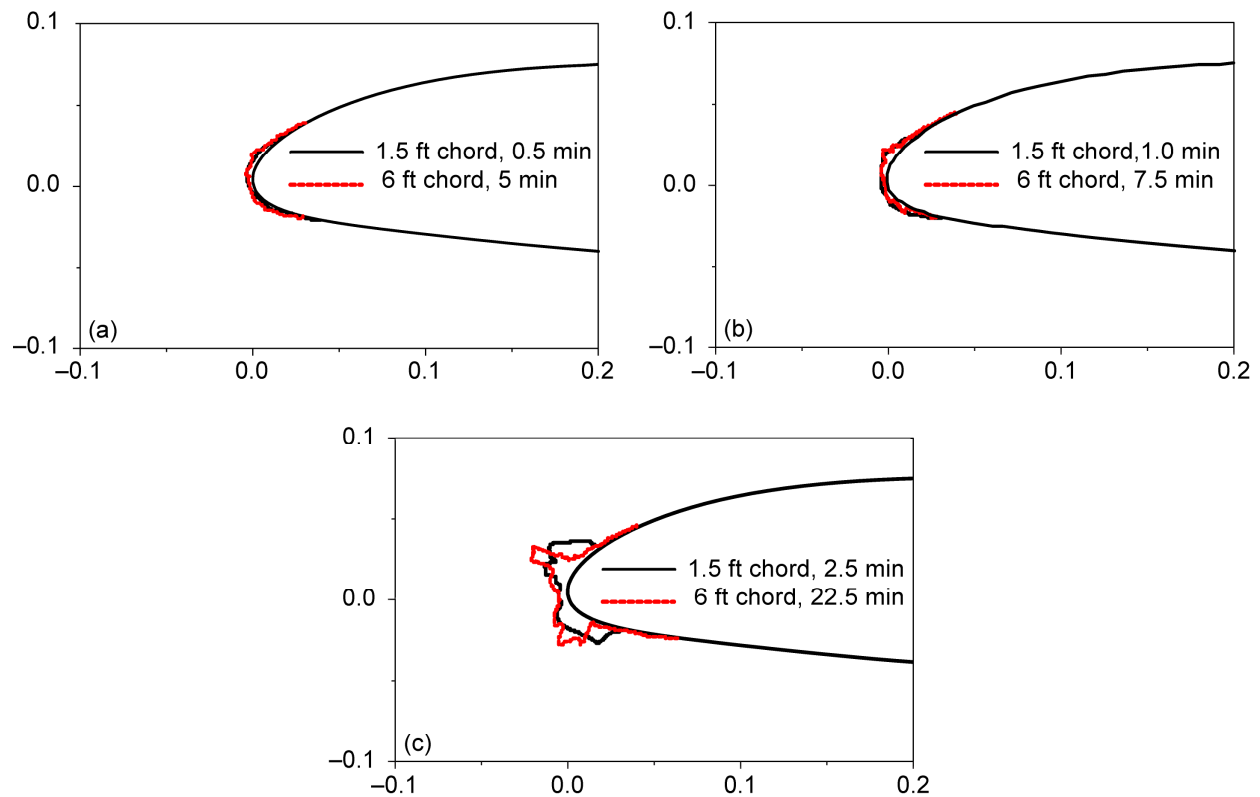 0.1
1.5 ft chord, 0.5 min
0.0
6 ft chord, 5 min
(a)
–0.1
–0.1
0.0
0.1
0.2
0.1
1.5 ft chord,1.0 min
0.0
6 ft chord, 7.5 min
(b)
–0.1
–0.1
0.0
0.1
0.2
0.1
1.5 ft chord, 2.5 min
0.0
6 ft chord, 22.5 min
(c)
–0.1
–0.1
0.0
0.1
0.2